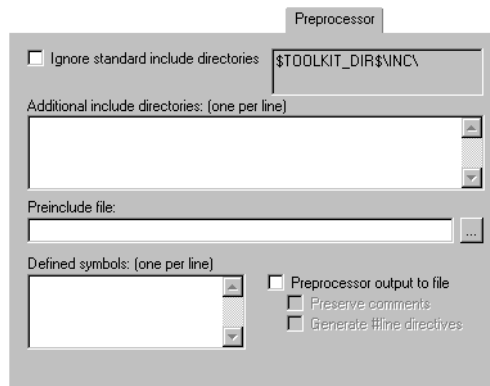 Preprocessor
Ignore standard include directories
$TOOLKIT_DIR$\INC\
Additional include directories: (one per line)
Preinclude file:
...
Defined symbols: (one per line)
Preprocessor output to file
Preserve comments
Generate #line directives